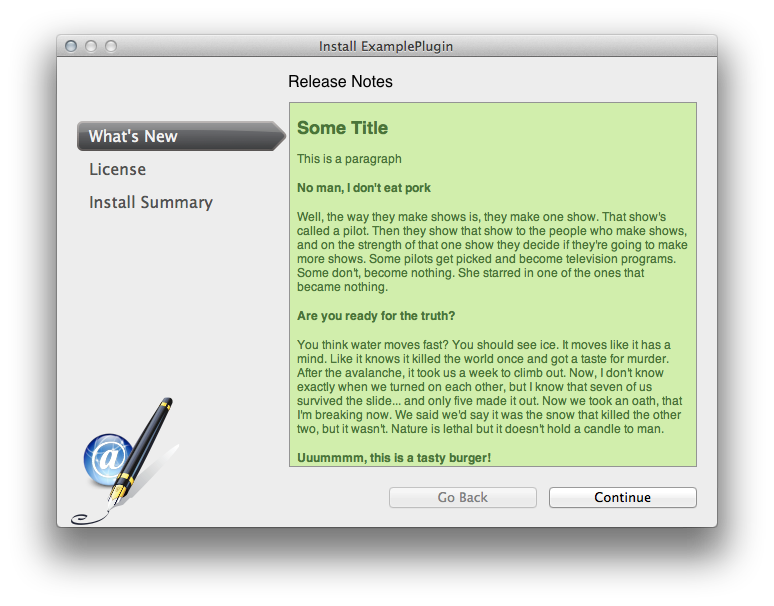 Install ExamplePlugin
Release Notes
What's New
License
Install Summary
Some Title
This is a paragraph
No man, I don't eat pork
Well, the way they make shows is, they make one show. That show's
called a pilot. Then they show that show to the people who make shows,
and on the strength of that one show they decide if they're going to make
more shows. Some pilots get picked and become television programs.
Some don't, become nothing. She starred in one of the ones that
became nothing.
Are you ready for the truth?
You think water moves fast? You should see ice. It moves like it has a
mind. Like it knows it killed the world once and got a taste for murder.
After the avalanche, it took us a week to climb out. Now, I don't know
exactly when we turned on each other, but I know that seven of us
survived the slide... and only five made it out. Now we took an oath, that
I'm breaking now. We said we'd say it was the snow that killed the other
two, but it wasn't. Nature is lethal but it doesn't hold a candle to man.
Uuummmm, this is a tasty burger!
@
Go Back
Continue